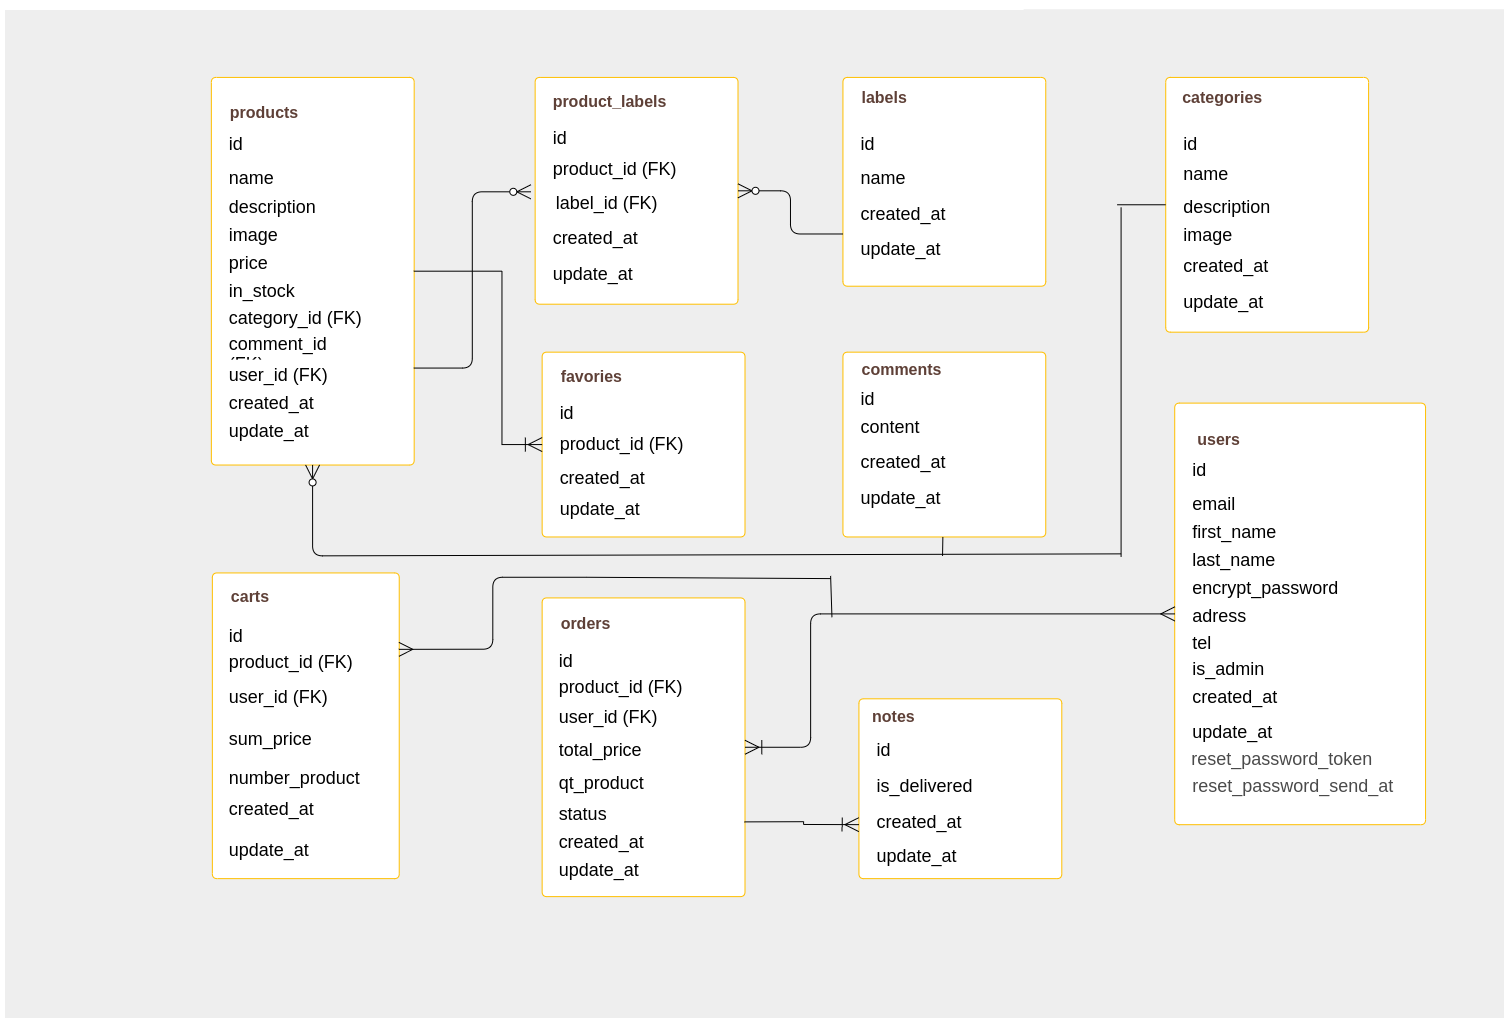 products
id
name
description
image
price
in_stock
category_id (FK)
comment_id
(FK)
user_id (FK)
created_at
update_at
product_labels
id
product_id (FK)
label_id (FK)
created_at
update_at
labels
id
name
created_at
update_at
categories
id
name
description
image
created_at
update_at
favories
id
product_id (FK)
created_at
update_at
comments
id
content
created_at
update_at
users
id
email
first_name
last_name
encrypt_password
adress
tel
is_admin
created_at
update_at
reset_password_token
reset_password_send_at
carts
id
product_id (FK)
user_id (FK)
sum_price
number_product
created_at
update_at
orders
id
product_id (FK)
user_id (FK)
total_price
qt_product
status
created_at
update_at
notes
id
is_delivered
created_at
update_at